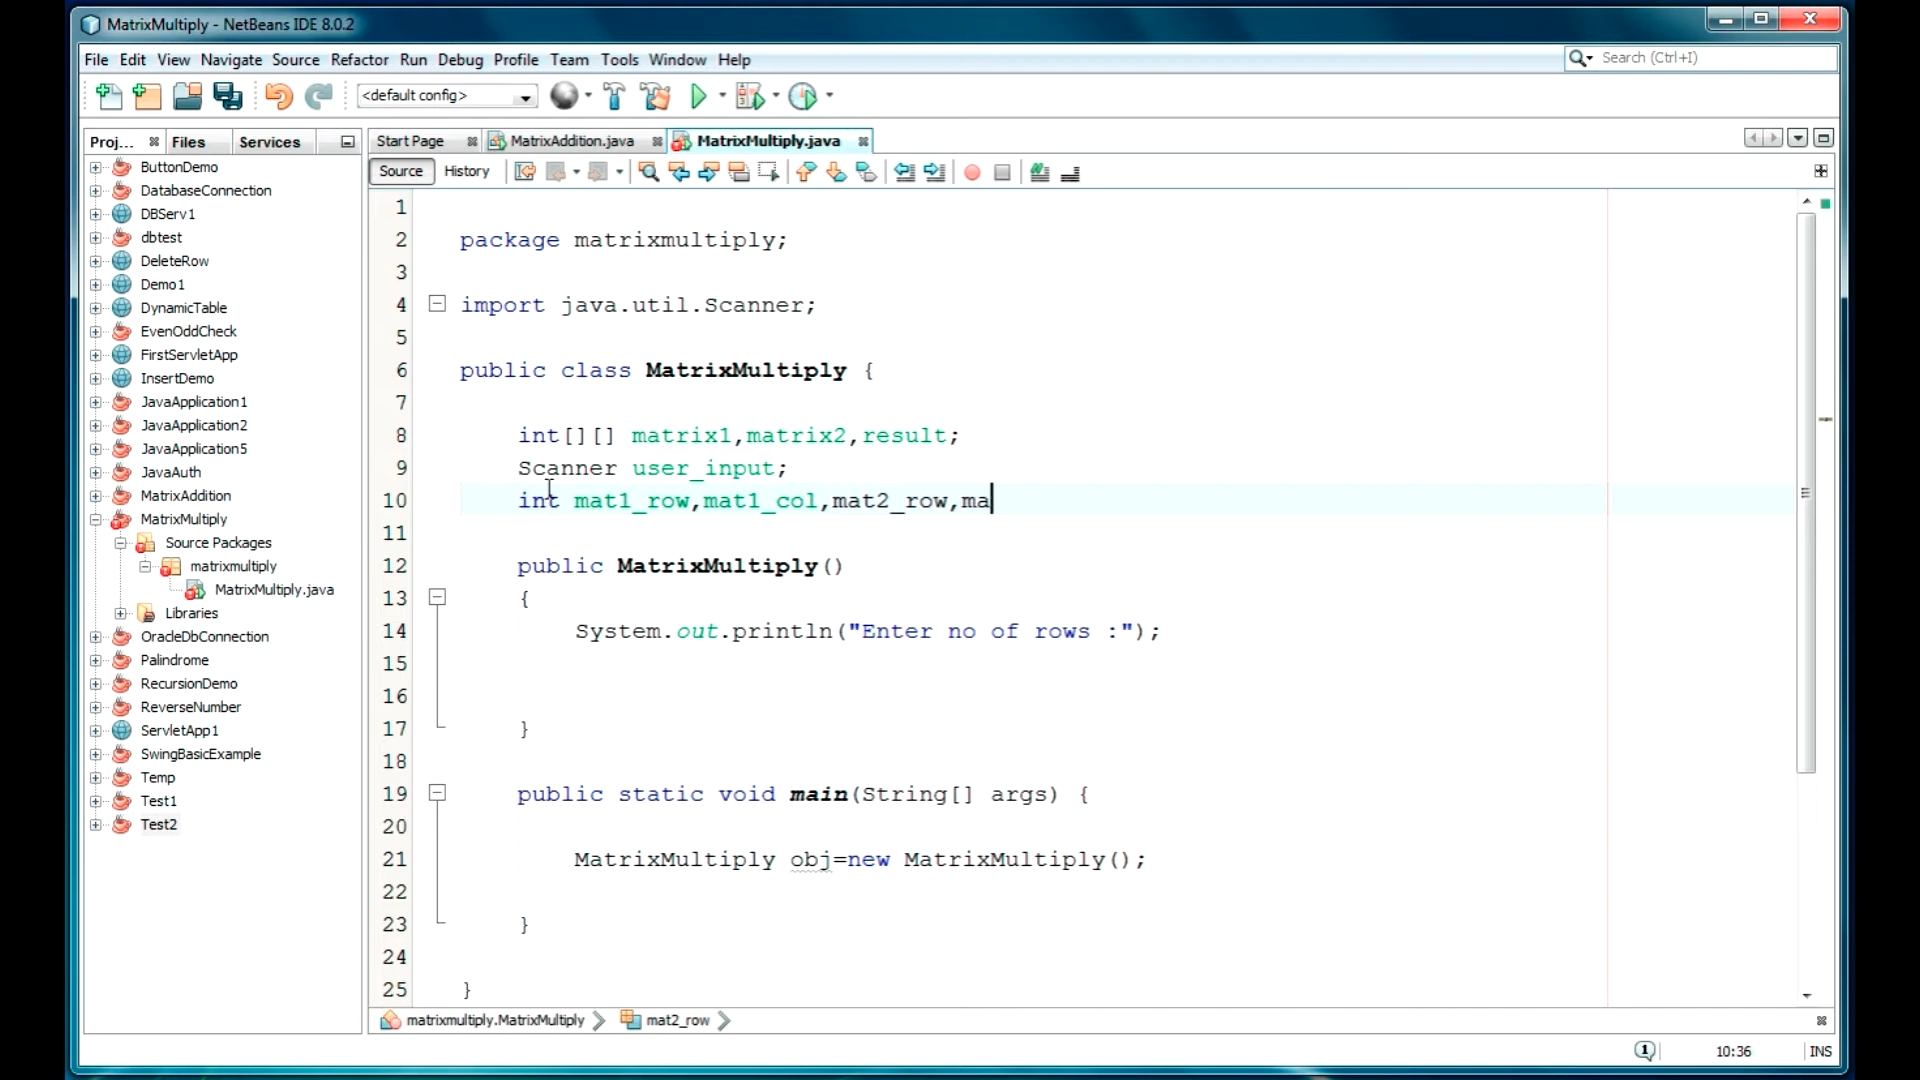 MatrixMultiply - NetBeans IDE 8.0.2
File Edit View Navigate Source Refactor Run Debug Profile Team Tools Window Help
Search (Ctrl+I)
<default config>
Proj... Files Services
Start Page MatrixAddition.java MatrixMultiply.java
Source History
ButtonDemo
DatabaseConnection
DBServ1
dbtest
DeleteRow
Demo1
DynamicTable
EvenOddCheck
FirstServletApp
InsertDemo
JavaApplication1
JavaApplication2
JavaApplication5
JavaAuth
MatrixAddition
MatrixMultiply
Source Packages
matrixmultiply
MatrixMultiply.java
Libraries
OracleDbConnection
Palindrome
RecursionDemo
ReverseNumber
ServletApp1
SwingBasicExample
Temp
Test1
Test2
1
2 package matrixmultiply;
3
4 import java.util.Scanner;
5
6 public class MatrixMultiply {
7
8 int[][] matrix1,matrix2,result;
9 Scanner user_input;
10 int mat1_row,mat1_col,mat2_row,ma
11
12 public MatrixMultiply()
13 {
14 System.out.println("Enter no of rows :");
15
16
17 }
18
19 public static void main(String[] args) {
20
21 MatrixMultiply obj=new MatrixMultiply();
22
23 }
24
25 }
matrixmultiply.MatrixMultiply mat2_row
1 10:36 INS